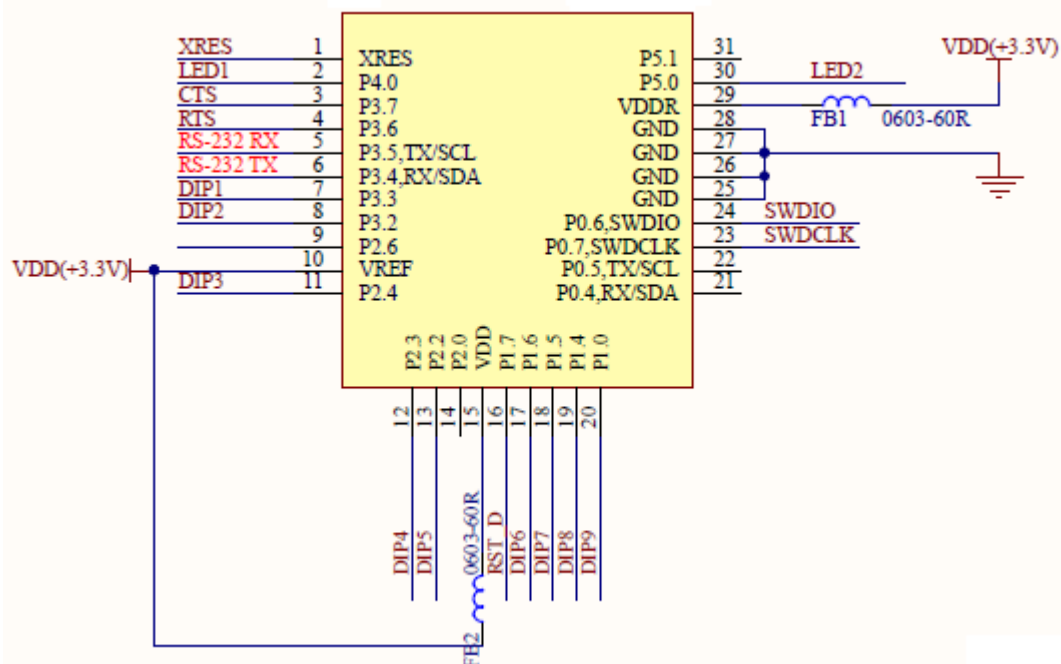 XRES 1 XRES
LED1 2 P4.0
CTS 3 P3.7
RTS 4 P3.6
RS-232 RX 5 P3.5,TX/SCL
RS-232 TX 6 P3.4,RX/SDA
DIP1 7 P3.3
DIP2 8 P3.2
9 P2.6
VDD(+3.3V) 10 VREF
DIP3 11 P2.4
P5.1 31
P5.0 30 LED2
VDD(+3.3V)
VDDR 29 FB1 0603-60R
GND 28
GND 27
GND 26
GND 25
P0.6,SWDIO 24 SWDIO
P0.7,SWDCLK 23 SWDCLK
P0.5,TX/SCL 22
P0.4,RX/SDA 21
P2.3 12 DIP4
P2.2 13 DIP5
P2.0 14
VDD 15 0603-60R FB2
P1.7 16 RST_D
P1.6 17 DIP6
P1.5 18 DIP7
P1.4 19 DIP8
P1.0 20 DIP9